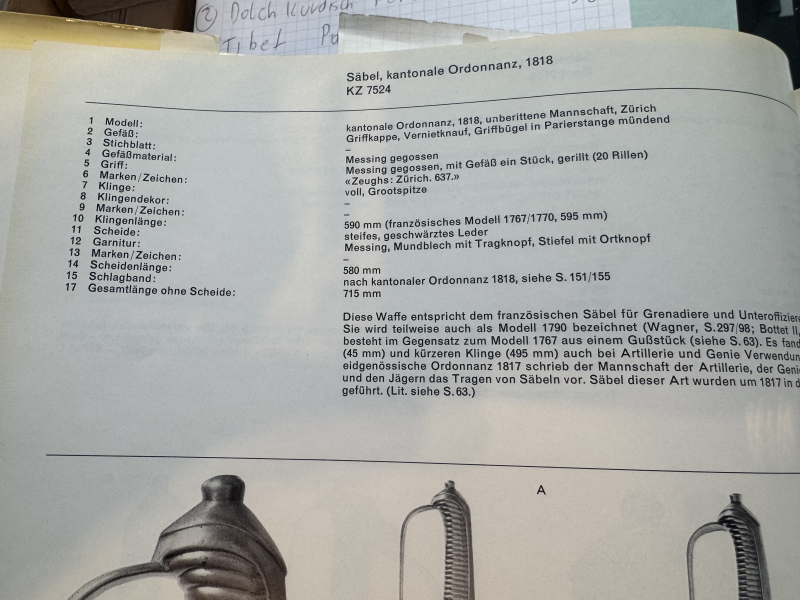 ② Dolch Kurdisch
Tibet
Säbel, kantonale Ordonnanz, 1818
KZ 7524
1 Modell: kantonale Ordonnanz, 1818, unberittene Mannschaft, Zürich
2 Gefäß: Griffkappe, Vernietknauf, Griffbügel in Parierstange mündend
3 Stichblatt: –
4 Gefäßmaterial: Messing gegossen
5 Griff: Messing gegossen, mit Gefäß ein Stück, gerillt (20 Rillen)
6 Marken/Zeichen: «Zeughs: Zürich. 637.»
7 Klinge: voll, Grootspitze
8 Klingendekor: –
9 Marken/Zeichen: –
10 Klingenlänge: 590 mm (französisches Modell 1767/1770, 595 mm)
11 Scheide: steifes, geschwärztes Leder
12 Garnitur: Messing, Mundblech mit Tragknopf, Stiefel mit Ortknopf
13 Marken/Zeichen: –
14 Scheidenlänge: 580 mm
15 Schlagband: nach kantonaler Ordonnanz 1818, siehe S. 151/155
17 Gesamtlänge ohne Scheide: 715 mm
Diese Waffe entspricht dem französischen Säbel für Grenadiere und Unteroffiziere
Sie wird teilweise auch als Modell 1790 bezeichnet (Wagner, S. 297/98; Bottet II,
besteht im Gegensatz zum Modell 1767 aus einem Gußstück (siehe S. 63). Es fand
(45 mm) und kürzeren Klinge (495 mm) auch bei Artillerie und Genie Verwendun
eidgenössische Ordonnanz 1817 schrieb der Mannschaft der Artillerie, der Geni
und den Jägern das Tragen von Säbeln vor. Säbel dieser Art wurden um 1817 in d
geführt. (Lit. siehe S. 63.)
A